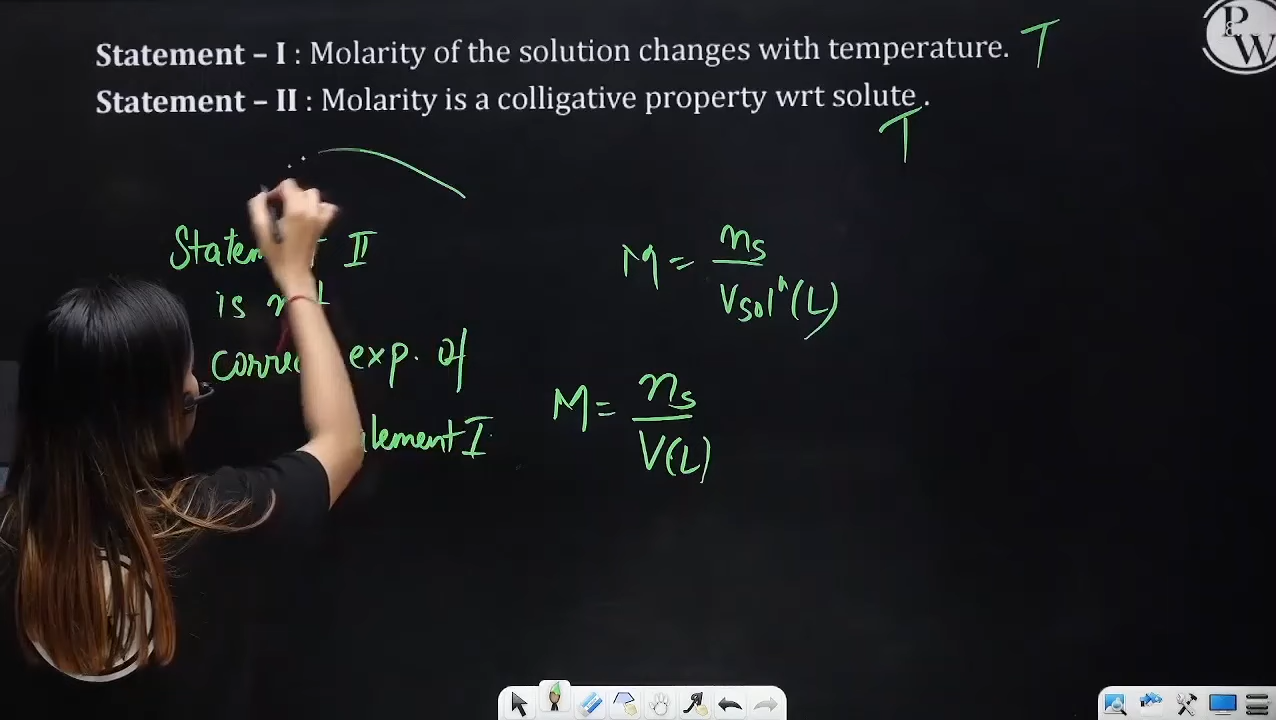 Statement – I : Molarity of the solution changes with temperature. T
Statement – II : Molarity is a colligative property wrt solute . T
P&W
II
is
exp. of
I
M = ns / Vsolⁿ (L)
M = ns / V(L)